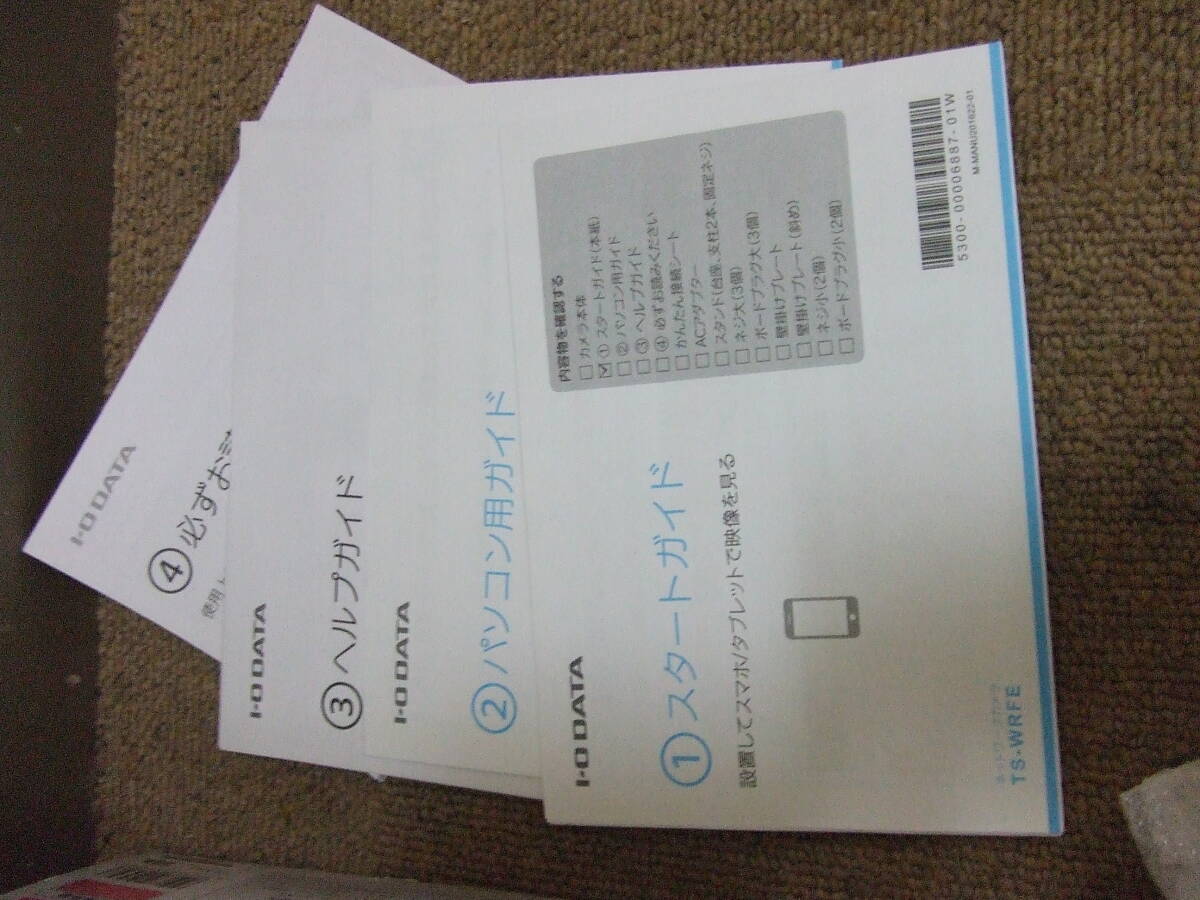 I-O DATA
④必ずお
使用
I-O DATA
③ヘルプガイド
I-O DATA
②パソコン用ガイド
I-O DATA
①スタートガイド
設置してスマホ/タブレットで映像を見る
内容物を確認する
□ カメラ本体
☑ ① スタートガイド(本紙)
□ ② パソコン用ガイド
□ ③ ヘルプガイド
□ ④ 必ずお読みください
□ かんたん接続シート
□ ACアダプター
□ スタンド(台座、支柱2本、固定ネジ)
□ ネジ大(3個)
□ ボードプラグ大(3個)
□ 壁掛けプレート
□ 壁掛けプレート(斜め)
□ ネジ小(2個)
□ ボードプラグ小(2個)
TS-WRFE
5300-00006887-01W
M-MANU201622-01